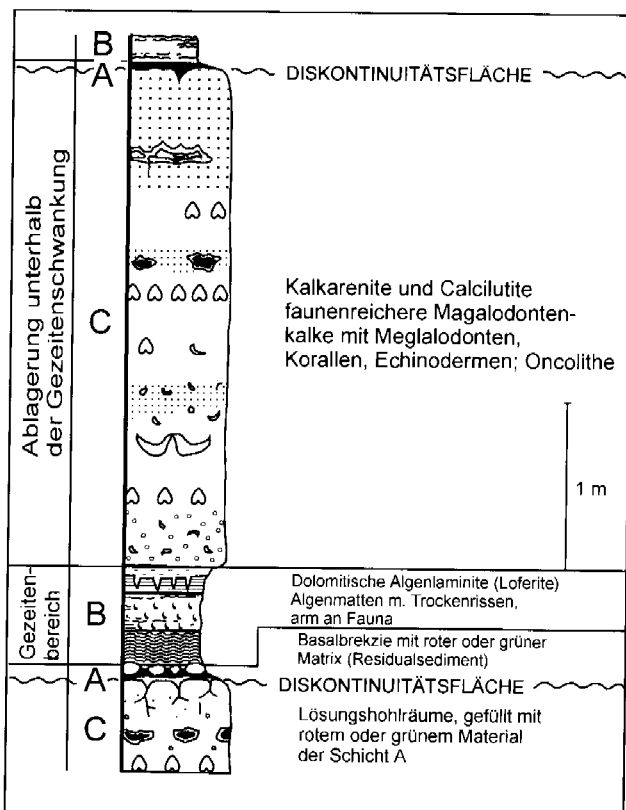 B
A
DISKONTINUITÄTSFLÄCHE
Ablagerung unterhalb
der Gezeitenschwankung
C
Kalkarenite und Calcilutite
faunenreichere Magalodonten-
kalke mit Meglalodonten,
Korallen, Echinodermen; Oncolithe
1 m
Gezeiten-
bereich
B
Dolomitische Algenlaminite (Loferite)
Algenmatten m. Trockenrissen,
arm an Fauna
Basalbrekzie mit roter oder grüner
Matrix (Residualsediment)
A
DISKONTINUITÄTSFLÄCHE
C
Lösungshohlräume, gefüllt mit
rotem oder grünem Material
der Schicht A